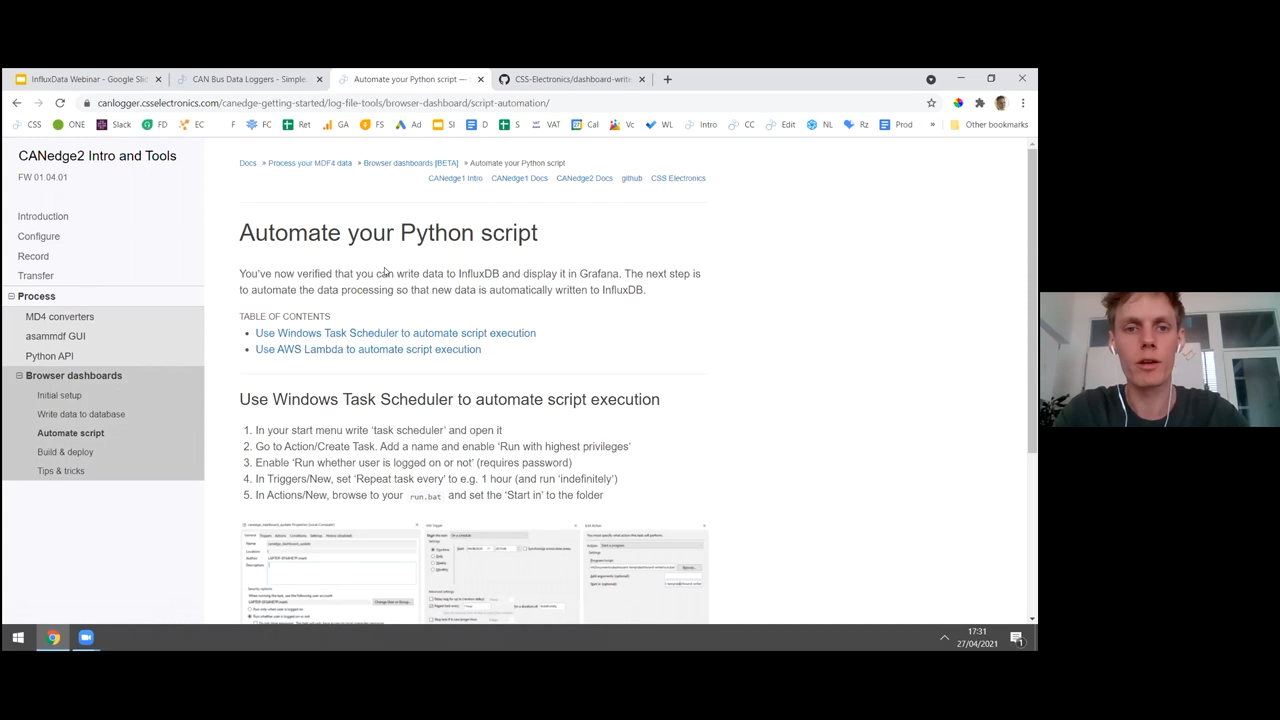 InfluxData Webinar - Google Sli
CAN Bus Data Loggers - Simple.
Automate your Python script —
CSS-Electronics/dashboard-write
canlogger.csselectronics.com/canedge-getting-started/log-file-tools/browser-dashboard/script-automation/
CSS ONE Slack FD EC F FC Ret GA FS Ad SI D S VAT Cal Vc WL Intro CC Edit NL Rz Prod » Other bookmarks
CANedge2 Intro and Tools
FW 01.04.01
Introduction
Configure
Record
Transfer
Process
MD4 converters
asammdf GUI
Python API
Browser dashboards
Initial setup
Write data to database
Automate script
Build & deploy
Tips & tricks
Docs » Process your MDF4 data » Browser dashboards [BETA] » Automate your Python script
CANedge1 Intro CANedge1 Docs CANedge2 Docs github CSS Electronics
Automate your Python script
You've now verified that you can write data to InfluxDB and display it in Grafana. The next step is
to automate the data processing so that new data is automatically written to InfluxDB.
TABLE OF CONTENTS
• Use Windows Task Scheduler to automate script execution
• Use AWS Lambda to automate script execution
Use Windows Task Scheduler to automate script execution
1. In your start menu write 'task scheduler' and open it
2. Go to Action/Create Task. Add a name and enable 'Run with highest privileges'
3. Enable 'Run whether user is logged on or not' (requires password)
4. In Triggers/New, set 'Repeat task every' to e.g. 1 hour (and run 'indefinitely')
5. In Actions/New, browse to your run.bat and set the 'Start in' to the folder
17:31
27/04/2021